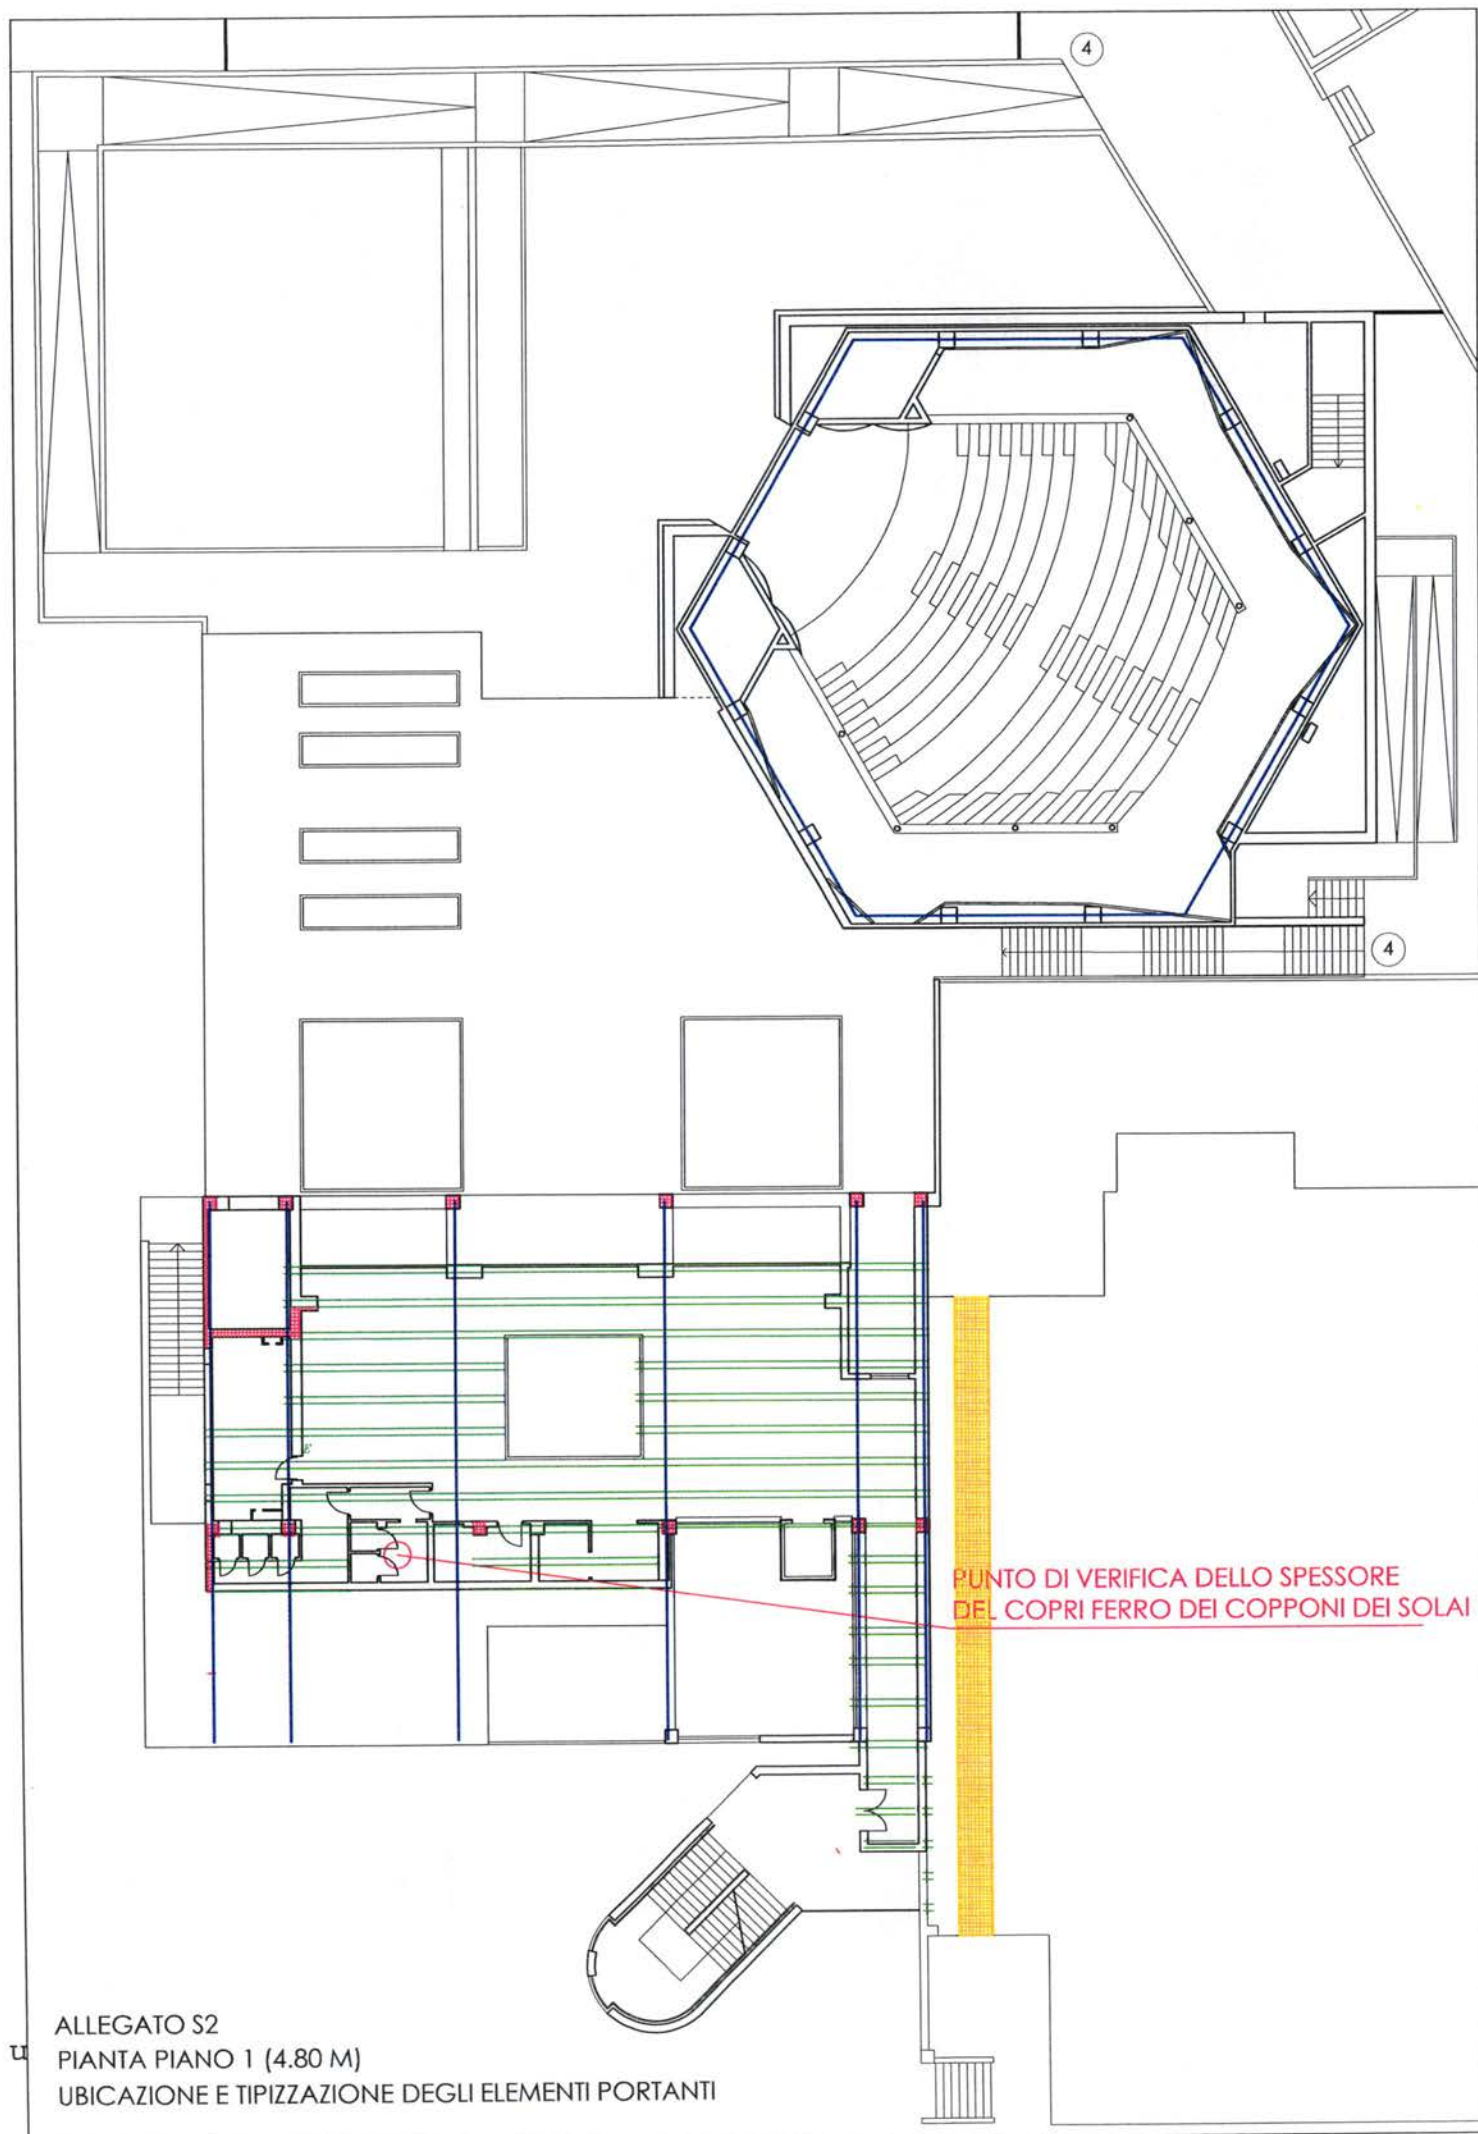 4
4
E
PUNTO DI VERIFICA DELLO SPESSORE
DEL COPRI FERRO DEI COPPONI DEI SOLAI
ALLEGATO S2
u
PIANTA PIANO 1 (4.80 M)
UBICAZIONE E TIPIZZAZIONE DEGLI ELEMENTI PORTANTI